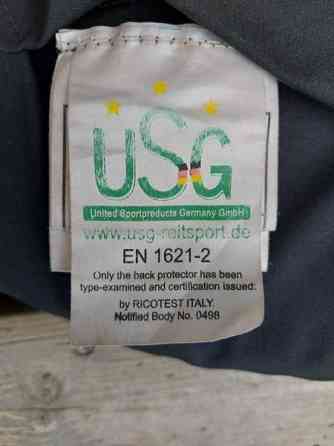 USG
United Sportproducts Germany GmbH
www.usg-reitsport.de
EN 1621-2
Only the back protector has been
type-examined and certification issued:
by RICOTEST ITALY.
Notified Body No. 0498